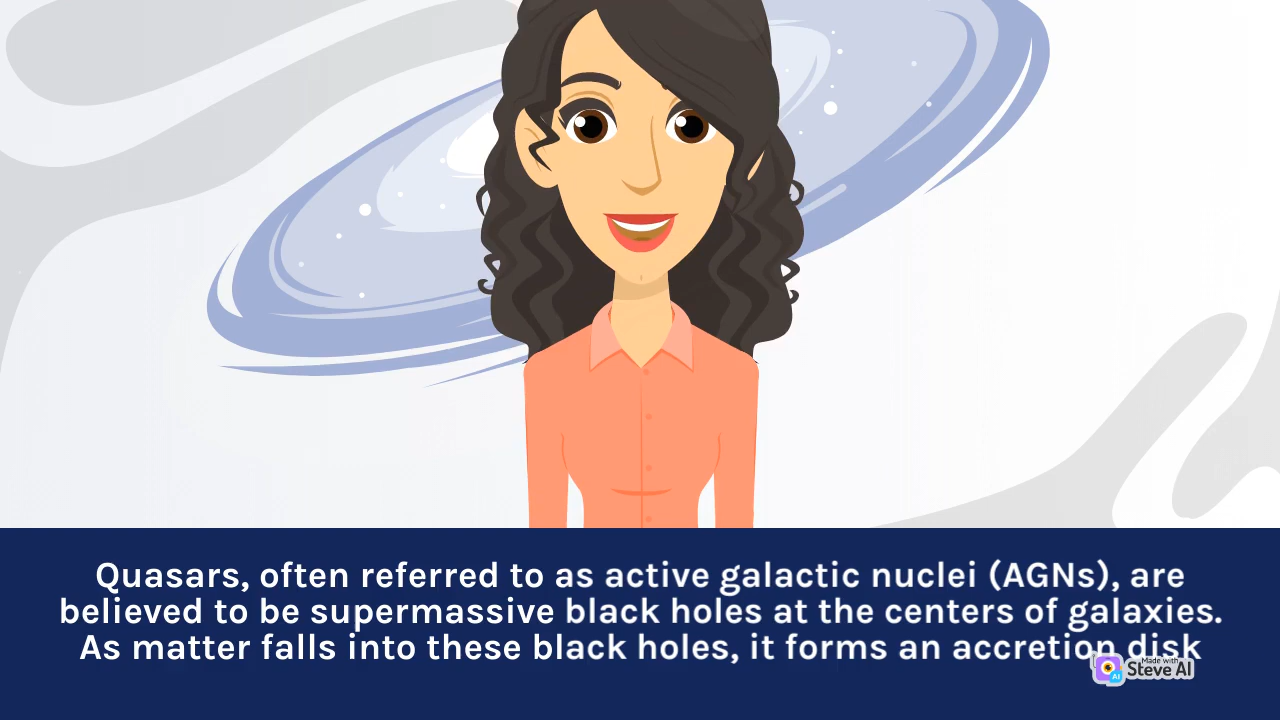 Quasars, often referred to as active galactic nuclei (AGNs), are
believed to be supermassive black holes at the centers of galaxies.
As matter falls into these black holes, it forms an accretion disk
Made with
Steve AI
AI